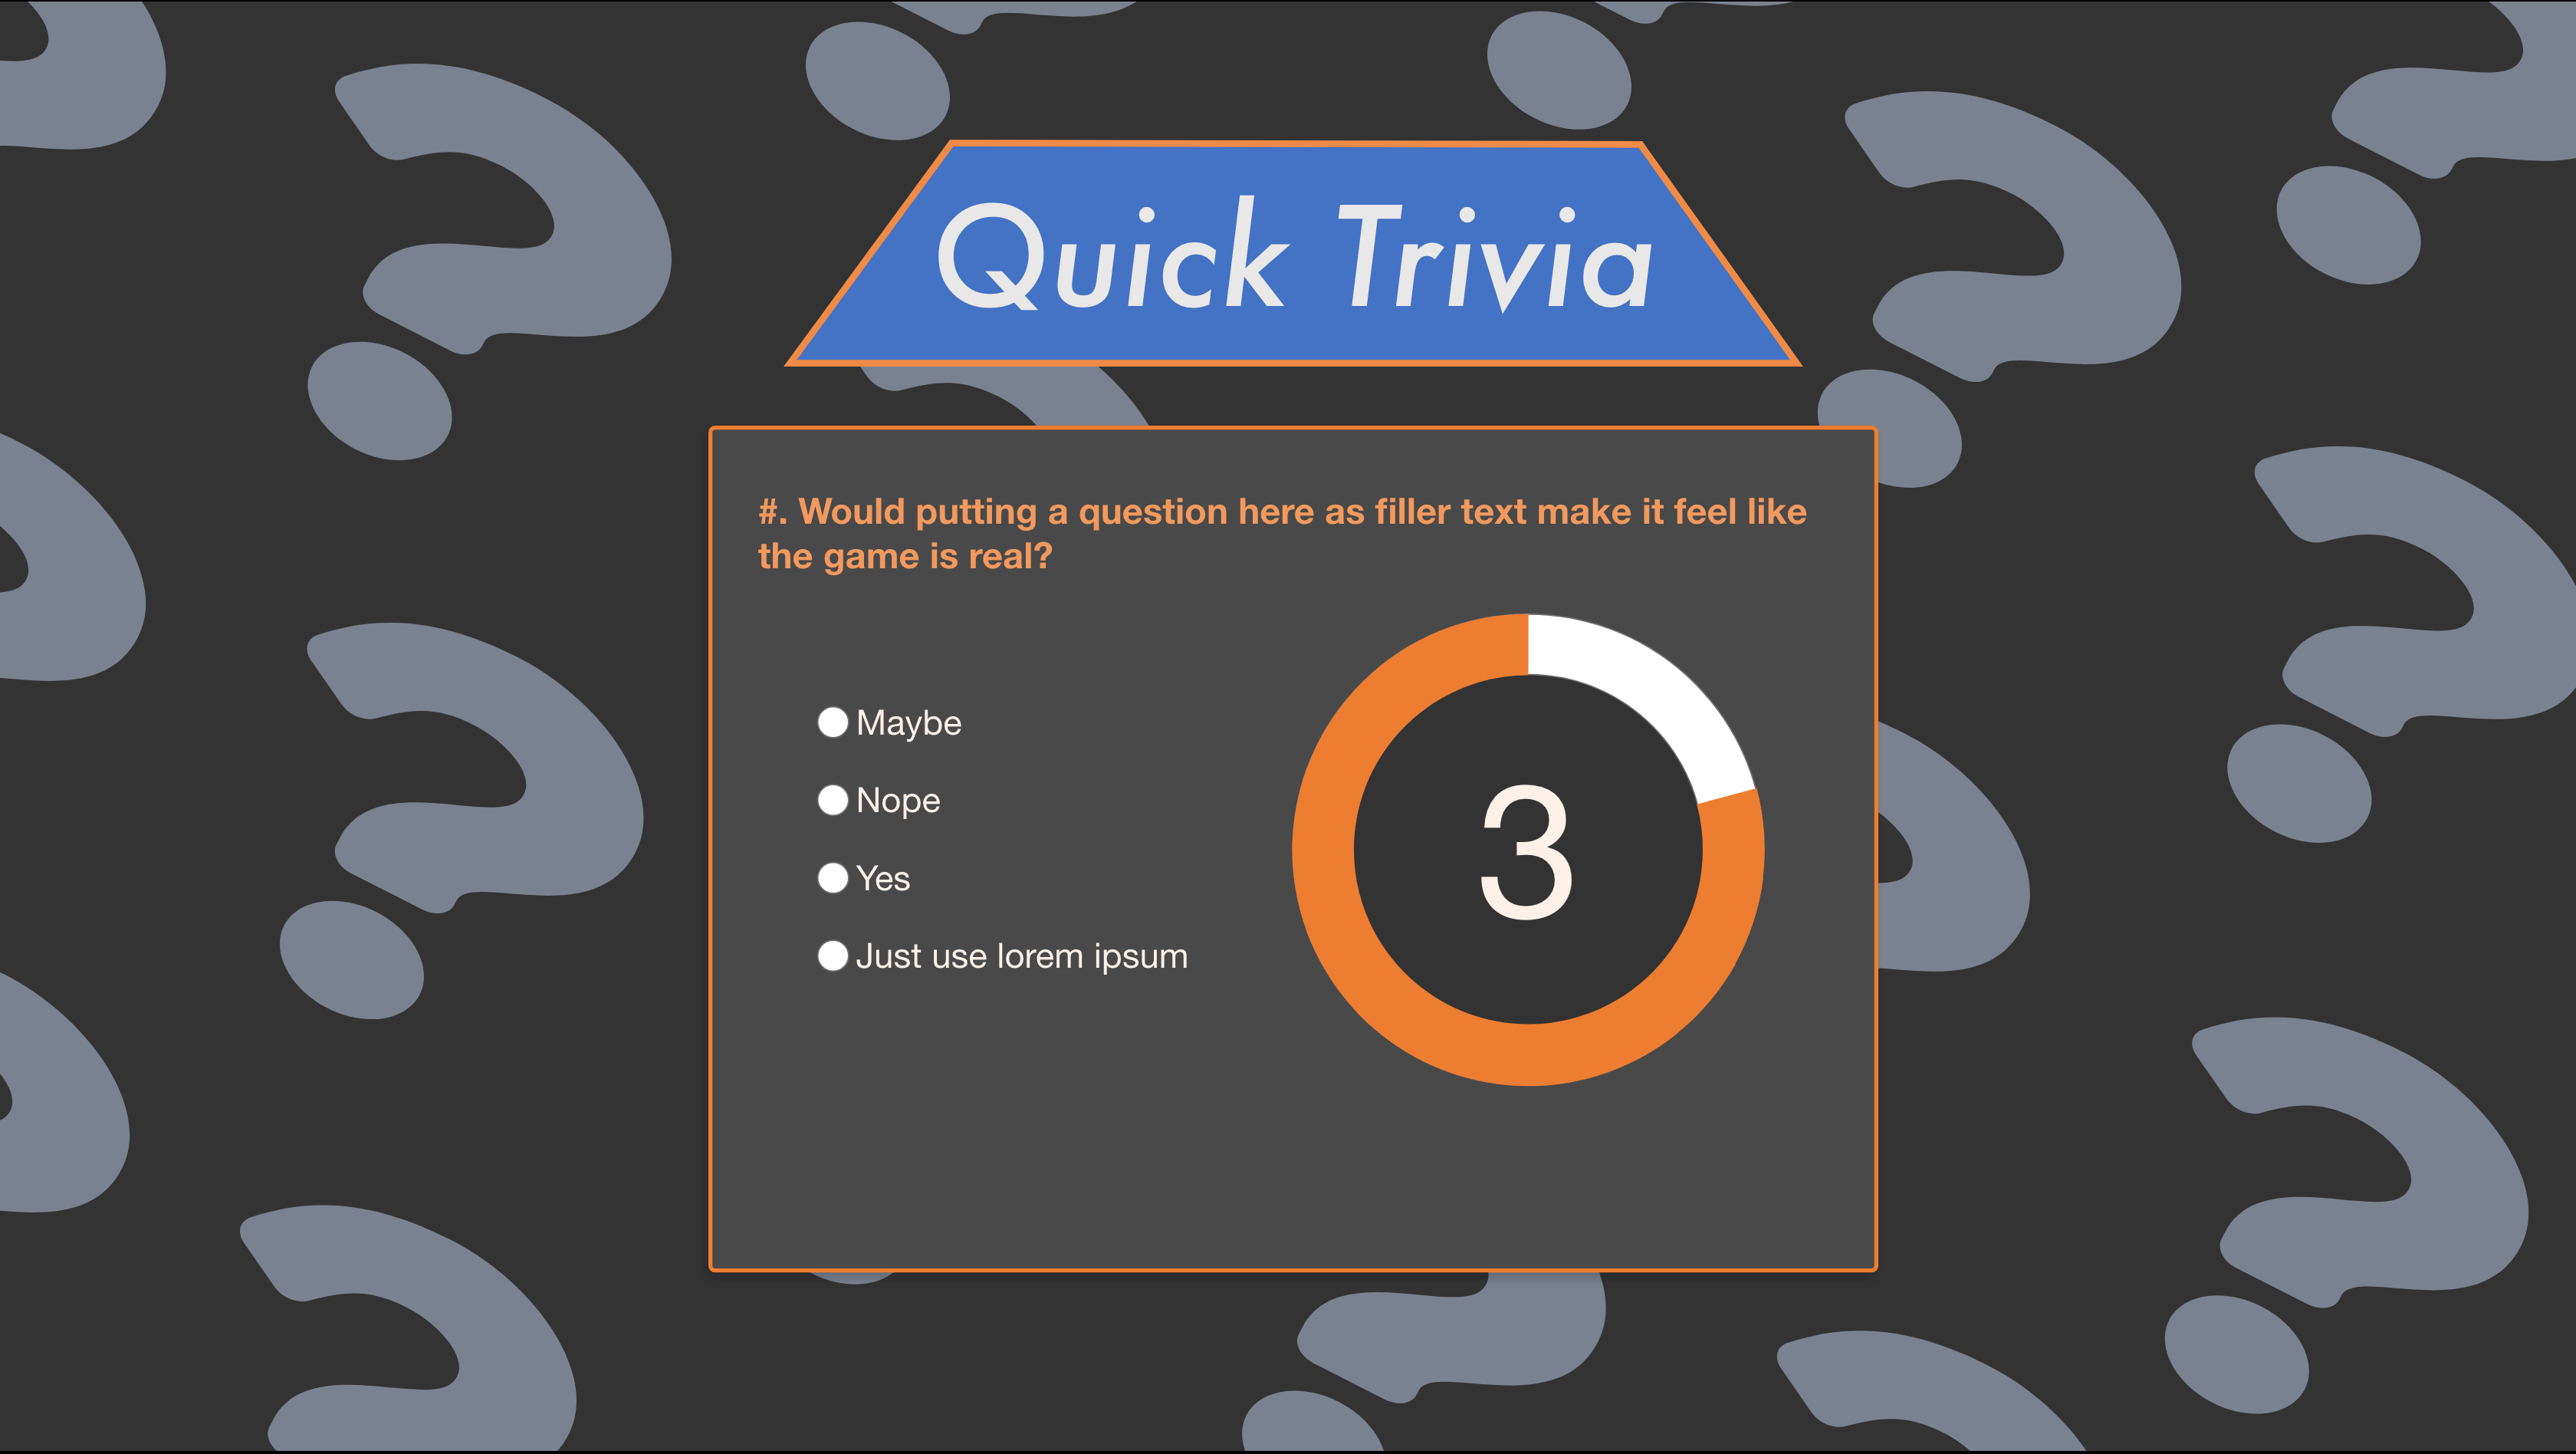 Quick Trivia
#. Would putting a question here as filler text make it feel like
the game is real?
Maybe
Nope
Yes
Just use lorem ipsum
3